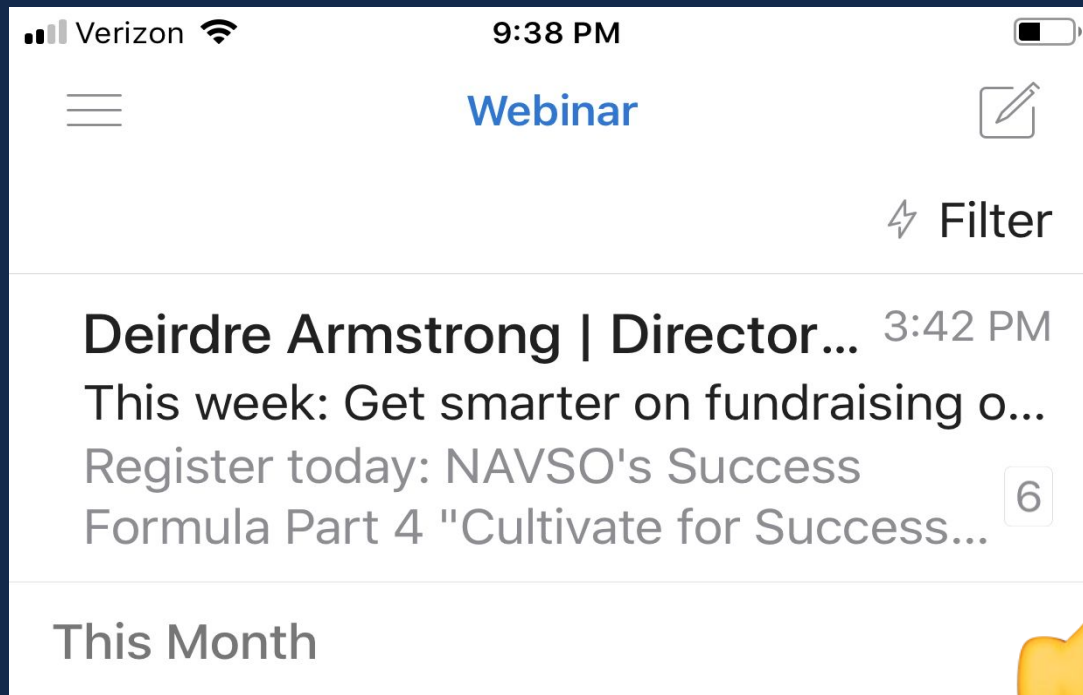 Verizon 9:38 PM
Webinar
Filter
Deirdre Armstrong | Director... 3:42 PM
This week: Get smarter on fundraising o...
Register today: NAVSO's Success
Formula Part 4 "Cultivate for Success...
6
This Month